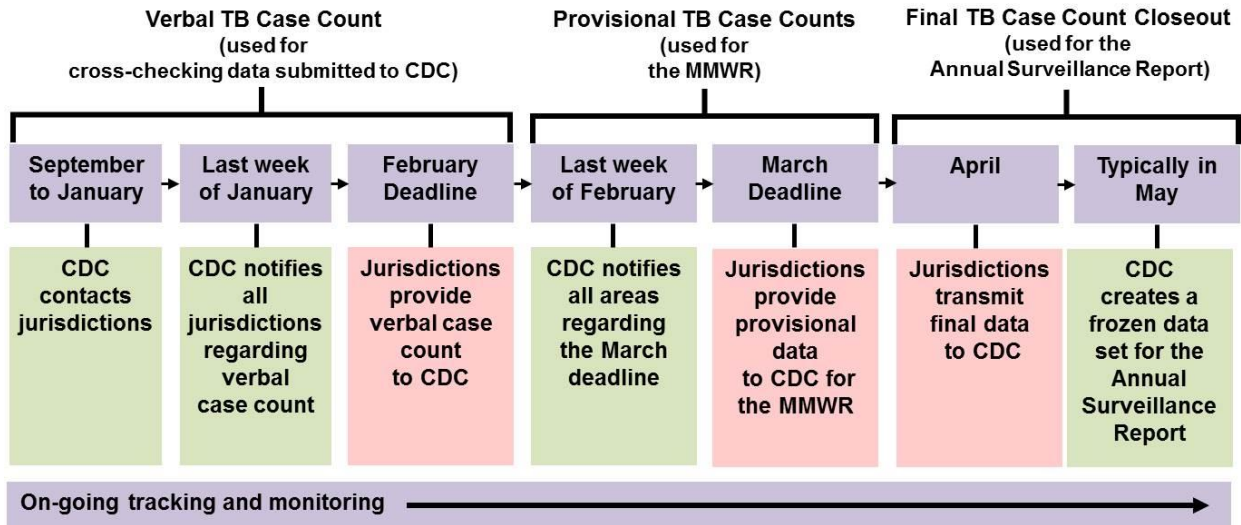 Verbal TB Case Count
(used for
cross-checking data submitted to CDC)
Provisional TB Case Counts
(used for
the MMWR)
Final TB Case Count Closeout
(used for the
Annual Surveillance Report)
September
to January
Last week
of January
February
Deadline
Last week
of February
March
Deadline
April
Typically in
May
CDC
contacts
jurisdictions
CDC notifies
all
jurisdictions
regarding
verbal
case count
Jurisdictions
provide
verbal case
count
to CDC
CDC notifies
all areas
regarding
the March
deadline
Jurisdictions
provide
provisional
data
to CDC for
the MMWR
Jurisdictions
transmit
final data
to CDC
CDC
creates a
frozen data
set for the
Annual
Surveillance
Report
On-going tracking and monitoring